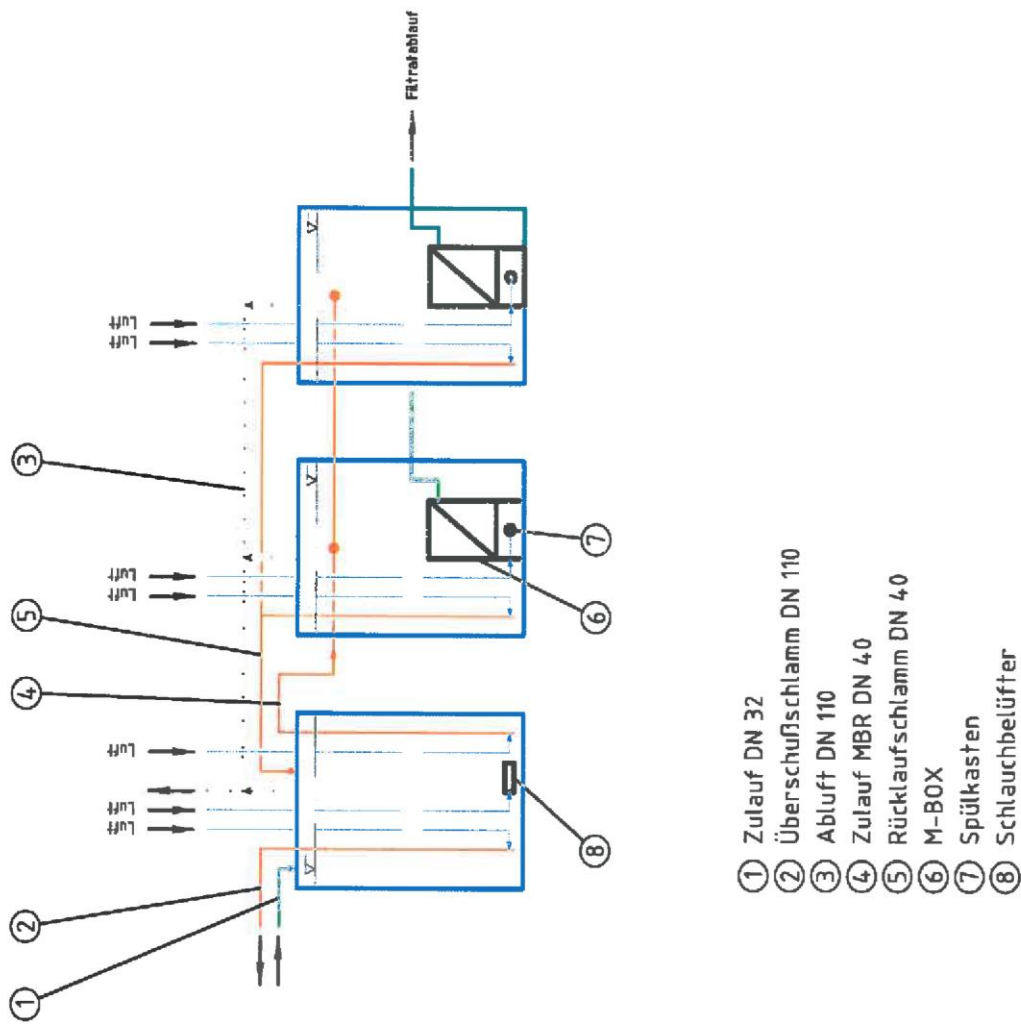 Luft
Luft
Luft
Luft
Luft
Luft
Luft
Filtratablauf
1
2
3
4
5
6
7
8
1 Zulauf DN 32
2 Überschußschlamm DN 110
3 Abluft DN 110
4 Zulauf MBR DN 40
5 Rücklaufschlamm DN 40
6 M-BOX
7 Spülkasten
8 Schlauchbelüfter